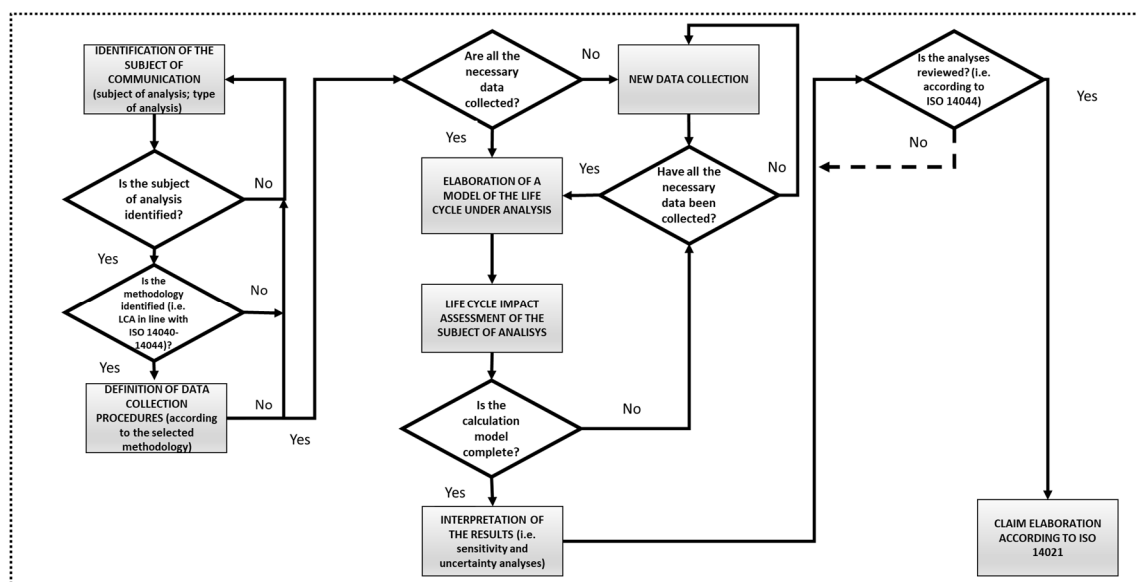 IDENTIFICATION OF THE
SUBJECT OF
COMMUNICATION
(subject of analysis; type
of analysis)
Is the subject
of analysis
identified?
No
Yes
Is the
methodology
identified (i.e.
LCA in line with
ISO 14040-
14044)?
No
Yes
DEFINITION OF DATA
COLLECTION
PROCEDURES (according
to the selected
methodology)
No
Yes
Are all the
necessary
data
collected?
No
Yes
NEW DATA COLLECTION
Have all the
necessary
data been
collected?
No
Yes
ELABORATION OF A
MODEL OF THE LIFE
CYCLE UNDER ANALYSIS
LIFE CYCLE IMPACT
ASSESSMENT OF THE
SUBJECT OF ANALISYS
Is the
calculation
model
complete?
No
Yes
INTERPRETATION OF
THE RESULTS (i.e.
sensitivity and
uncertainty analyses)
Is the analyses
reviewed? (i.e.
according to
ISO 14044)
No
Yes
CLAIM ELABORATION
ACCORDING TO ISO
14021